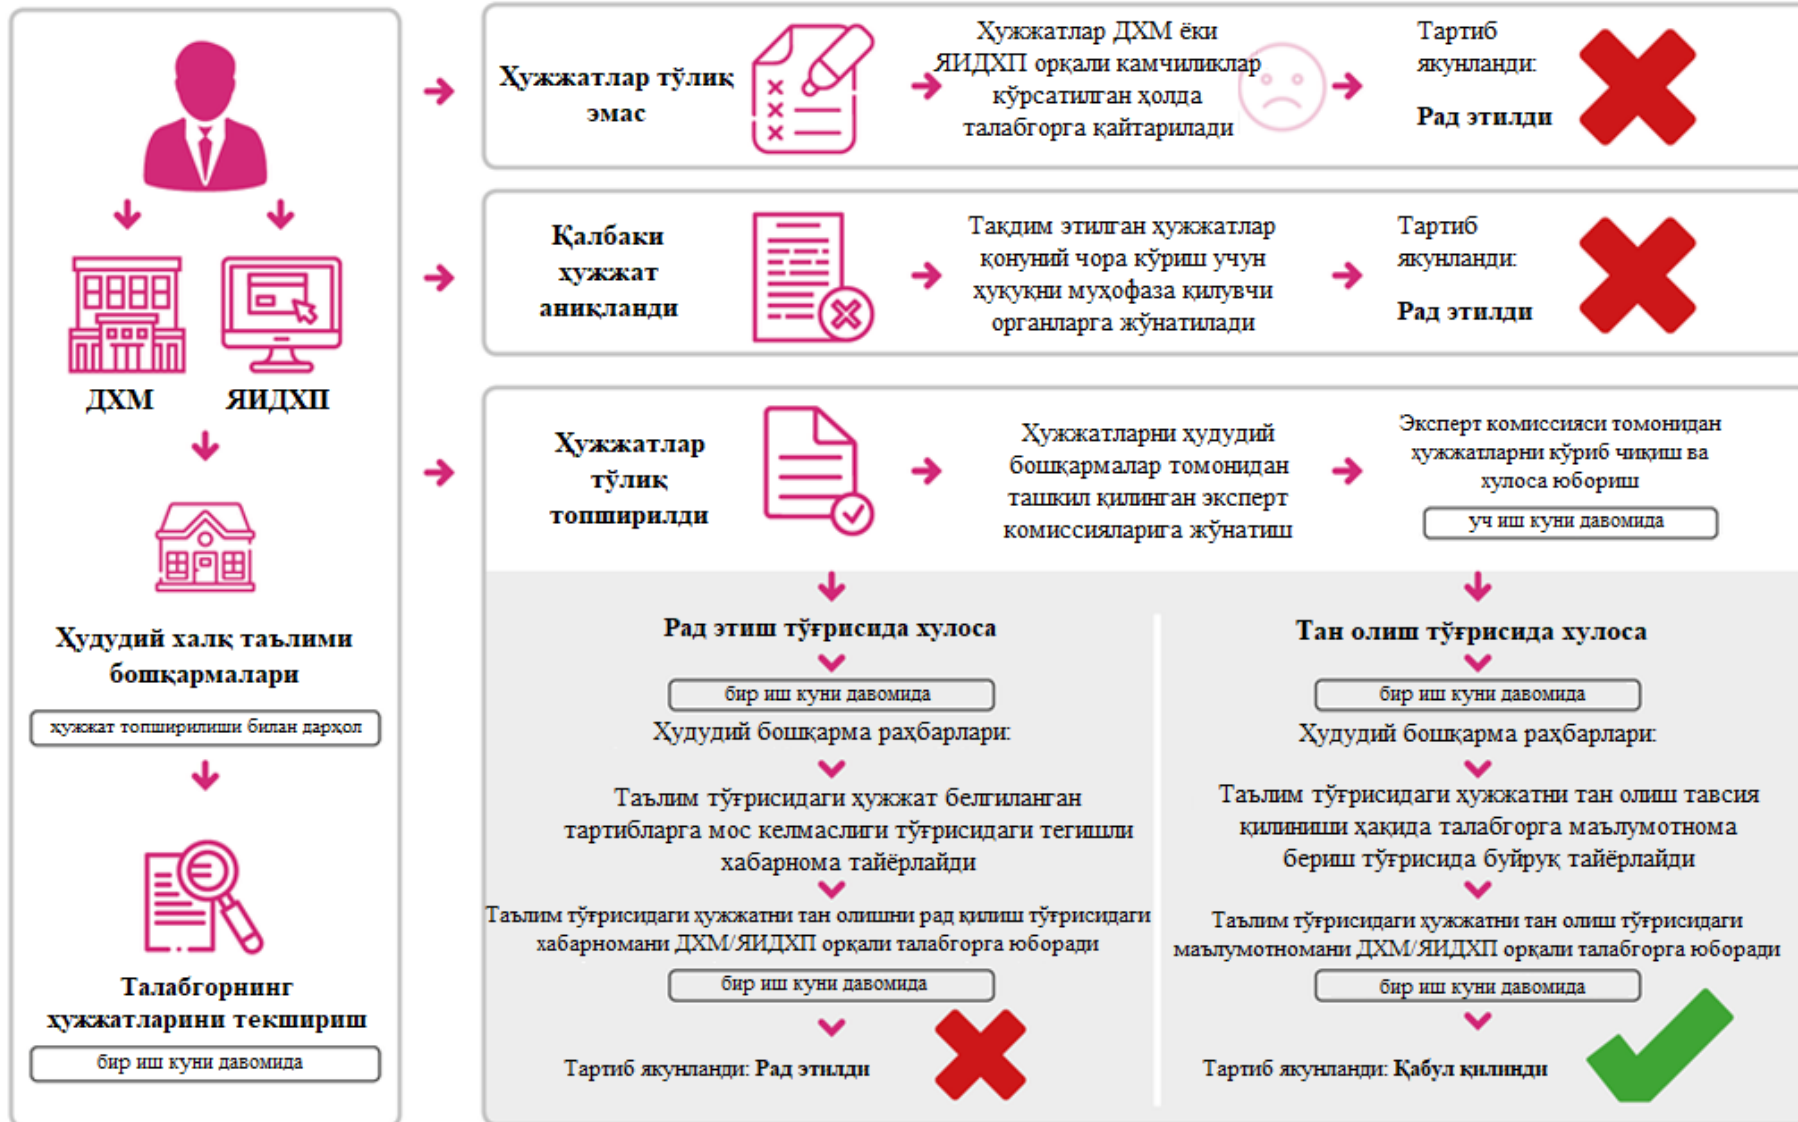 ДХМ
ЯИДХП
Ҳудудий халқ таълими
бошқармалари
ҳужжат топширилиши билан дарҳол
Талабгорнинг
ҳужжатларини текшириш
бир иш куни давомида
Ҳужжатлар тўлиқ
эмас
Ҳужжатлар ДХМ ёки
ЯИДХП орқали камчиликлар
кўрсатилган ҳолда
талабгорга қайтарилади
Тартиб
якунланди:
Рад этилди
Қалбаки
ҳужжат
аниқланди
Тақдим этилган ҳужжатлар
қонуний чора кўриш учун
ҳуқуқни муҳофаза қилувчи
органларга жўнатилади
Тартиб
якунланди:
Рад этилди
Ҳужжатлар
тўлиқ
топширилди
Ҳужжатларни ҳудудий
бошқармалар томонидан
ташкил қилинган эксперт
комиссияларига жўнатиш
Эксперт комиссияси томонидан
ҳужжатларни кўриб чиқиш ва
хулоса юбориш
уч иш куни давомида
Рад этиш тўғрисида хулоса
бир иш куни давомида
Ҳудудий бошқарма раҳбарлари:
Таълим тўғрисидаги ҳужжат белгиланган
тартибларга мос келмаслиги тўғрисидаги тегишли
хабарнома тайёрлайди
Таълим тўғрисидаги ҳужжатни тан олишни рад қилиш тўғрисидаги
хабарномани ДХМ/ЯИДХП орқали талабгорга юборади
бир иш куни давомида
Тартиб якунланди: Рад этилди
Тан олиш тўғрисида хулоса
бир иш куни давомида
Ҳудудий бошқарма раҳбарлари:
Таълим тўғрисидаги ҳужжатни тан олиш тавсия
қилиниши ҳақида талабгорга маълумотнома
бериш тўғрисида буйруқ тайёрлайди
Таълим тўғрисидаги ҳужжатни тан олиш тўғрисидаги
маълумотномани ДХМ/ЯИДХП орқали талабгорга юборади
бир иш куни давомида
Тартиб якунланди: Қабул қилинди